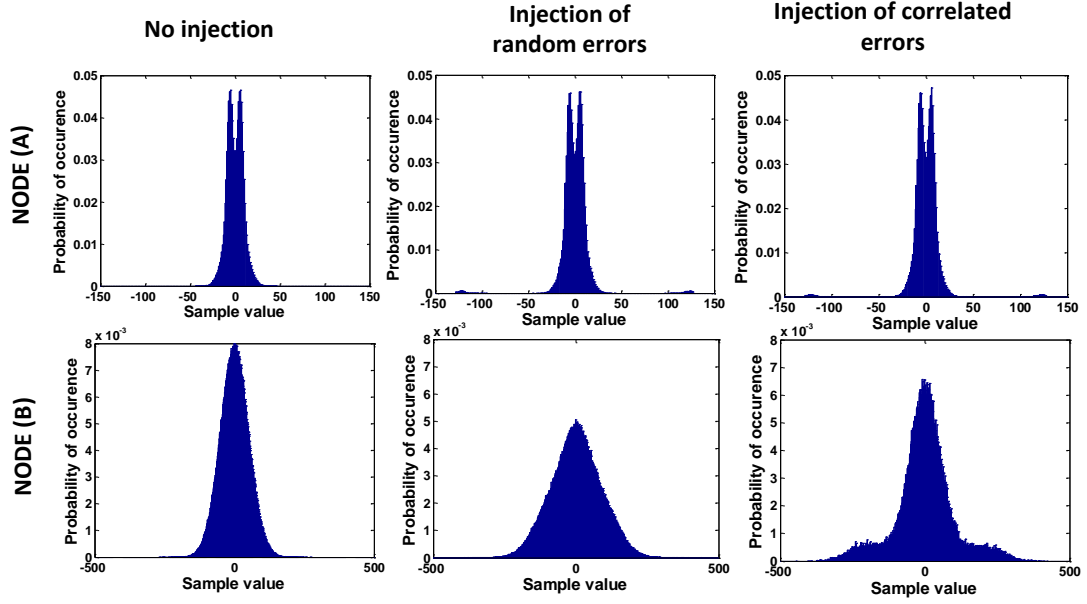 No injection
Injection of
random errors
Injection of correlated
errors
NODE (A)
Probability of occurence
0.05
0.04
0.03
0.02
0.01
0
-150 -100 -50 0 50 100 150
Sample value
Probability of occurence
0.05
0.04
0.03
0.02
0.01
0
-150 -100 -50 0 50 100 150
Sample value
Probability of occurence
0.05
0.04
0.03
0.02
0.01
0
-150 -100 -50 0 50 100 150
Sample value
NODE (B)
Probability of occurence
x 10-3
8
7
6
5
4
3
2
1
0
-500 0 500
Sample value
Probability of occurence
x 10-3
8
7
6
5
4
3
2
1
0
-500 0 500
Sample value
Probability of occurence
x 10-3
8
7
6
5
4
3
2
1
0
-500 0 500
Sample value